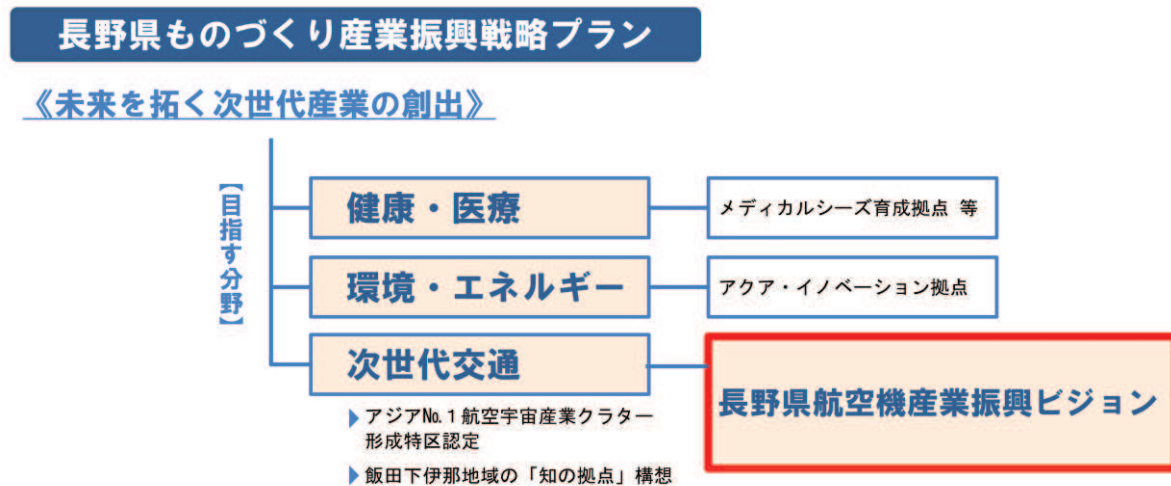 長野県ものづくり産業振興戦略プラン
《未来を拓く次世代産業の創出》
【目指す分野】
健康・医療
メディカルシーズ育成拠点 等
環境・エネルギー
アクア・イノベーション拠点
次世代交通
長野県航空機産業振興ビジョン
▶アジア№１航空宇宙産業クラター
形成特区認定
▶飯田下伊那地域の「知の拠点」構想